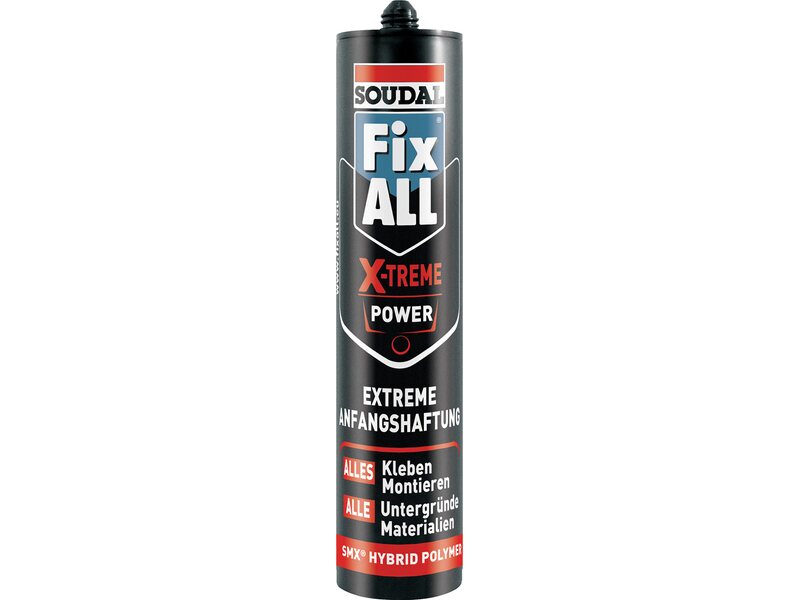 SOUDAL
Fix ®
ALL
X-TREME
POWER
EXTREME
ANFANGSHAFTUNG
ALLES Kleben
Montieren
ALLE Untergründe
Materialien
SMX® HYBRID POLYMER